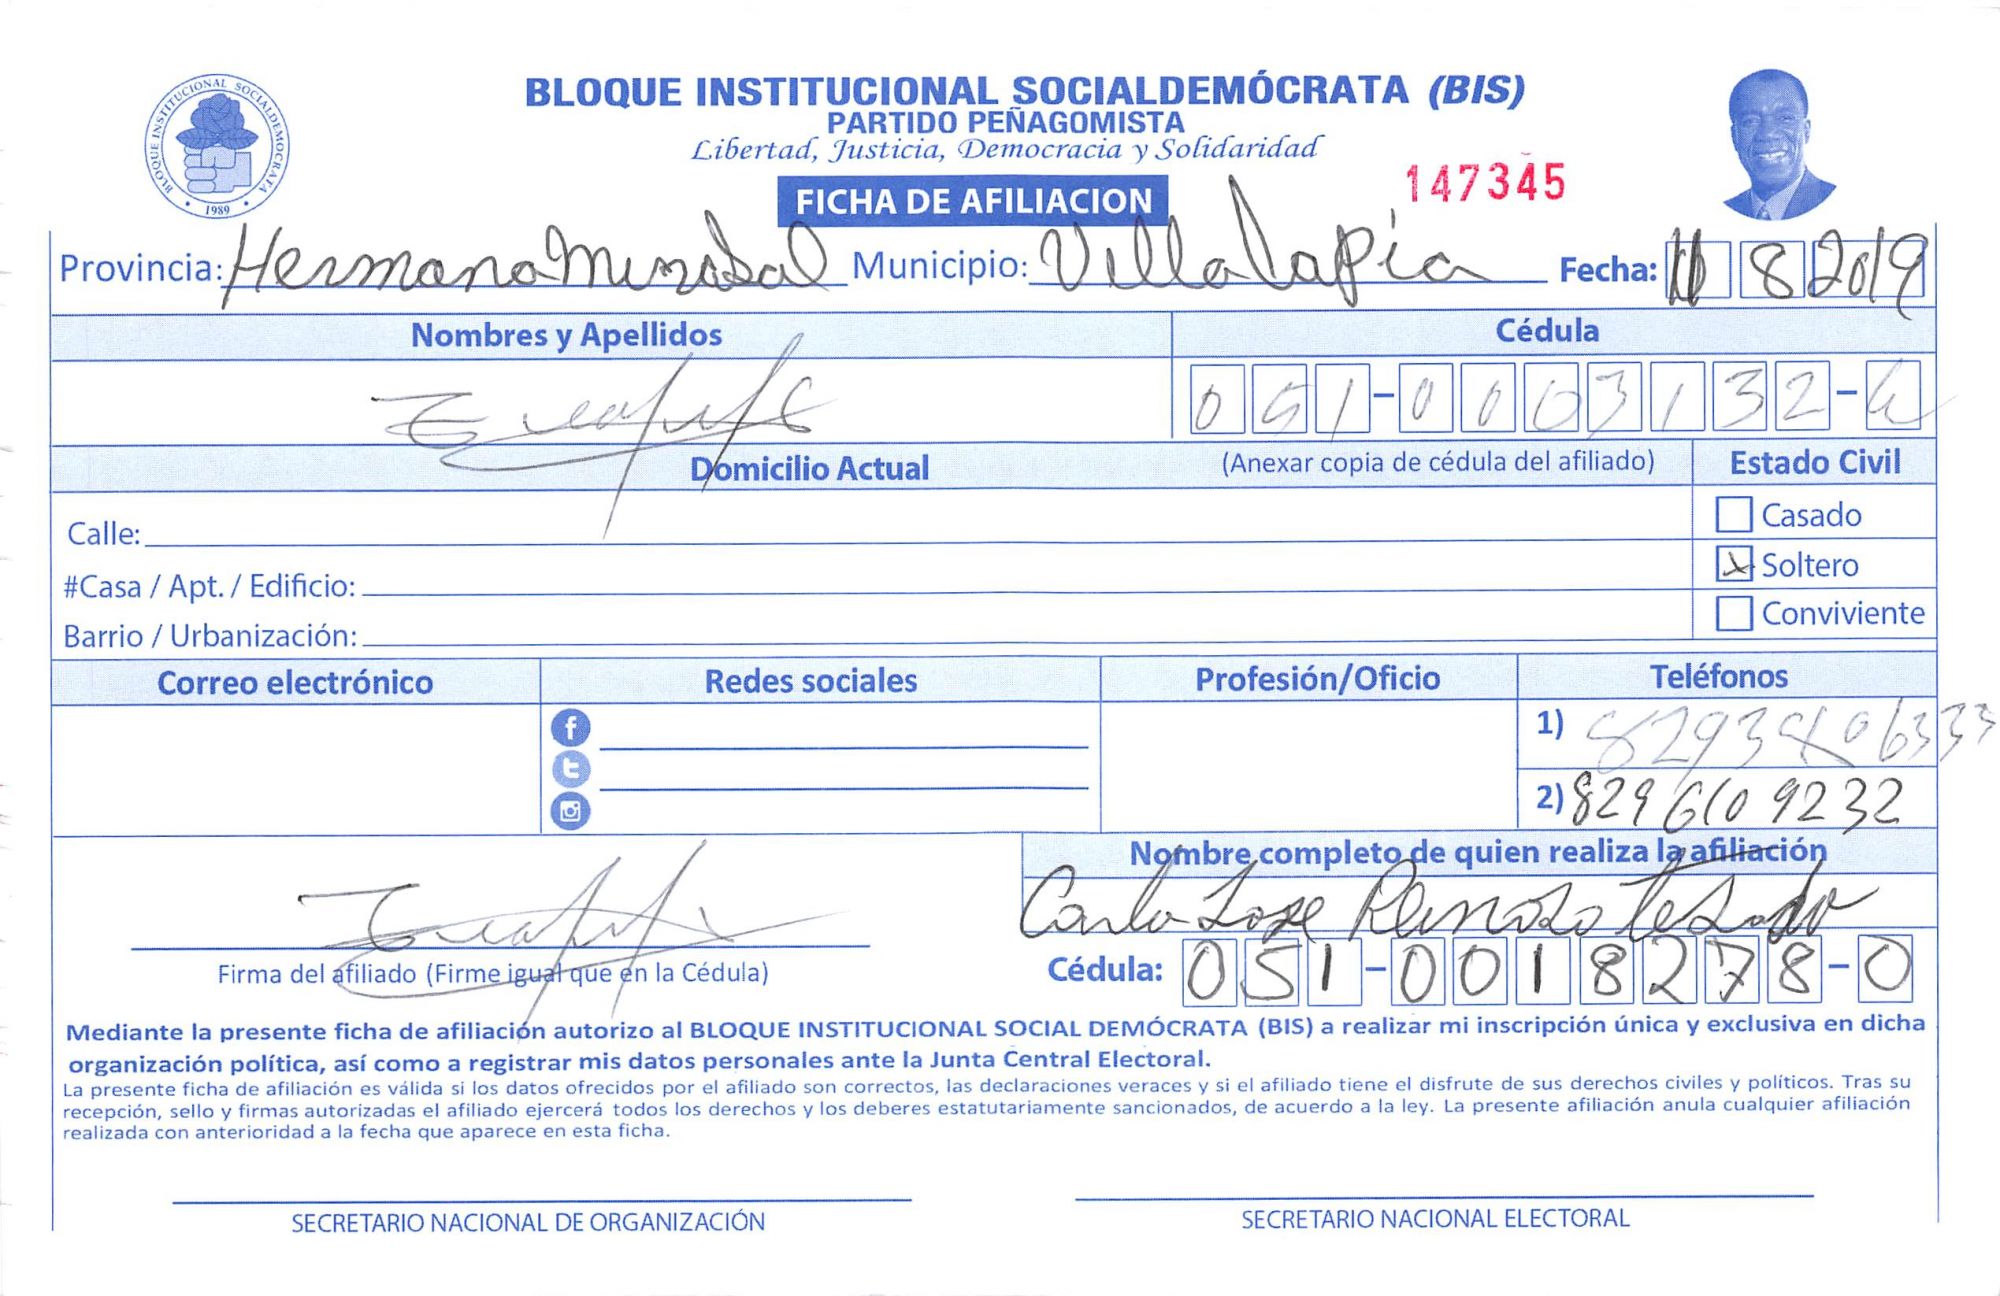 BLOQUE INSTITUCIONAL SOCIALDEMÓCRATA (BIS)
PARTIDO PEÑAGOMISTA
Libertad, Justicia, Democracia y Solidaridad
BLOQUE INSTITUCIONAL SOCIALDEMOCRATA
1989
FICHA DE AFILIACION
147345
Provincia: Hermana Mirabal Municipio: Villa Tapia Fecha: 11 8 2019
Nombres y Apellidos Cédula
051-0003132-
Domicilio Actual (Anexar copia de cédula del afiliado) Estado Civil
Calle: Casado
#Casa / Apt. / Edificio: x Soltero
Barrio / Urbanización: Conviviente
Correo electrónico Redes sociales Profesión/Oficio Teléfonos
1)
2) 8296109232
Nombre completo de quien realiza la afiliación
Jose
Firma del afiliado (Firme igual que en la Cédula) Cédula: 051-0018278-0
Mediante la presente ficha de afiliación autorizo al BLOQUE INSTITUCIONAL SOCIAL DEMÓCRATA (BIS) a realizar mi inscripción única y exclusiva en dicha
organización política, así como a registrar mis datos personales ante la Junta Central Electoral.
La presente ficha de afiliación es válida si los datos ofrecidos por el afiliado son correctos, las declaraciones veraces y si el afiliado tiene el disfrute de sus derechos civiles y políticos. Tras su
recepción, sello y firmas autorizadas el afiliado ejercerá todos los derechos y los deberes estatutariamente sancionados, de acuerdo a la ley. La presente afiliación anula cualquier afiliación
realizada con anterioridad a la fecha que aparece en esta ficha.
SECRETARIO NACIONAL DE ORGANIZACIÓN SECRETARIO NACIONAL ELECTORAL